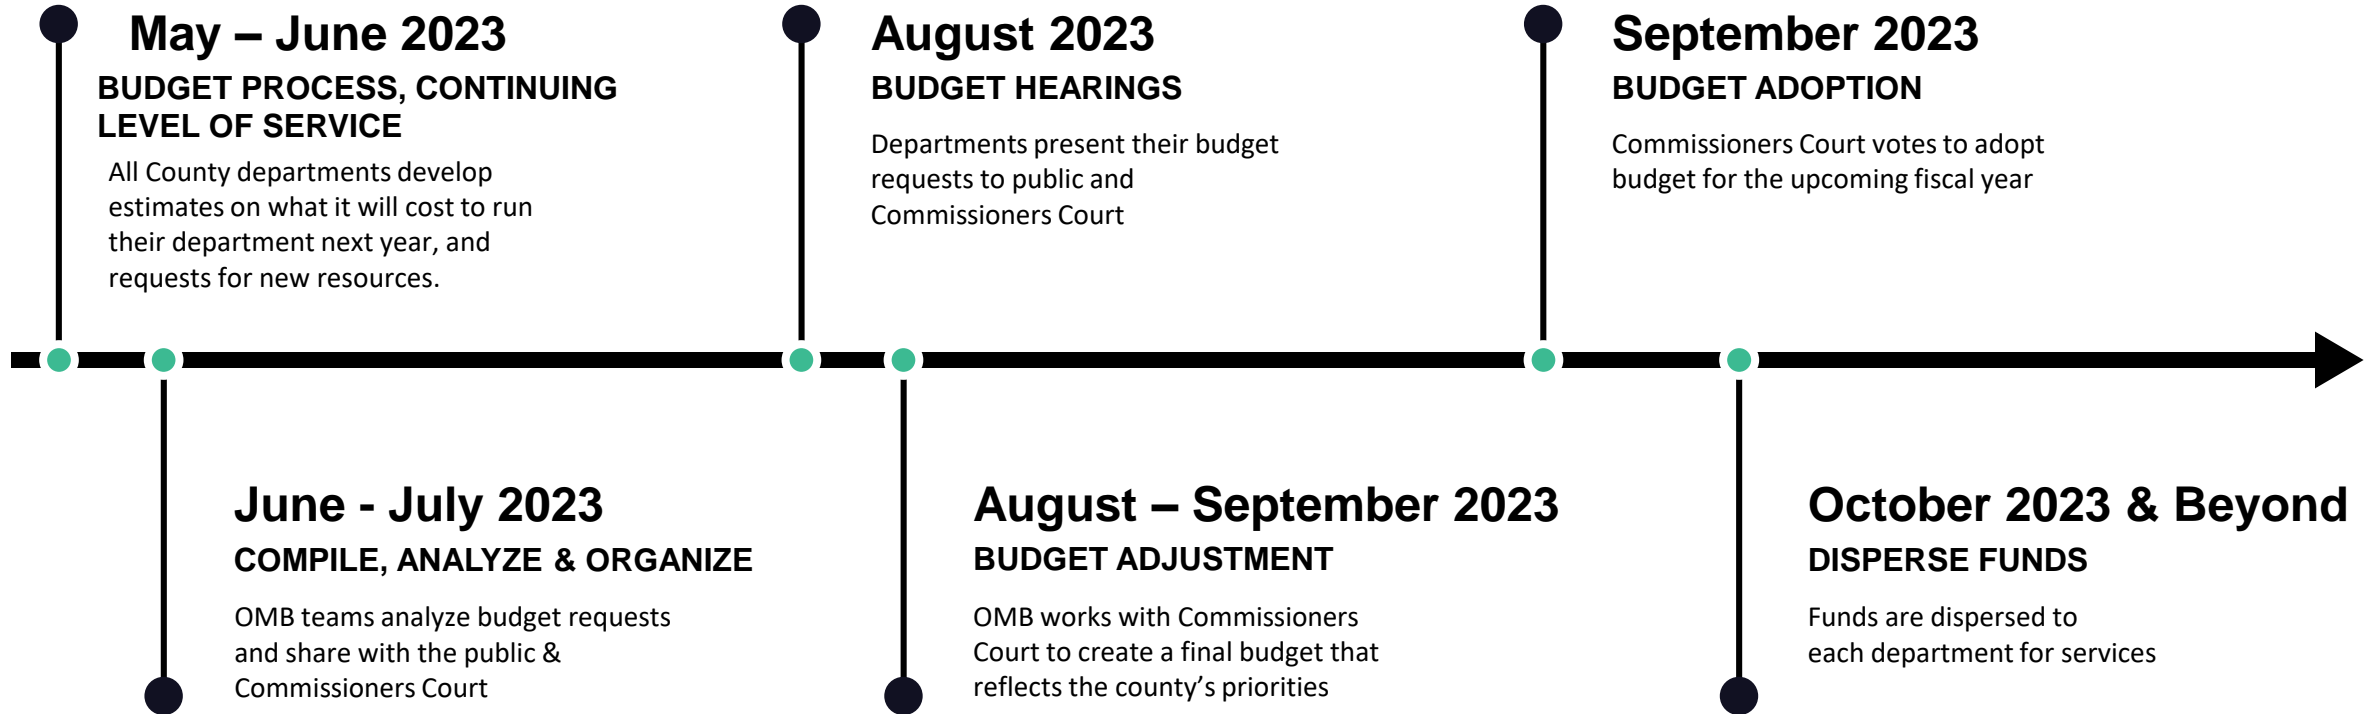 May – June 2023
BUDGET PROCESS, CONTINUING
LEVEL OF SERVICE
All County departments develop
estimates on what it will cost to run
their department next year, and
requests for new resources.
June - July 2023
COMPILE, ANALYZE & ORGANIZE
OMB teams analyze budget requests
and share with the public &
Commissioners Court
August 2023
BUDGET HEARINGS
Departments present their budget
requests to public and
Commissioners Court
August – September 2023
BUDGET ADJUSTMENT
OMB works with Commissioners
Court to create a final budget that
reflects the county’s priorities
September 2023
BUDGET ADOPTION
Commissioners Court votes to adopt
budget for the upcoming fiscal year
October 2023 & Beyond
DISPERSE FUNDS
Funds are dispersed to
each department for services